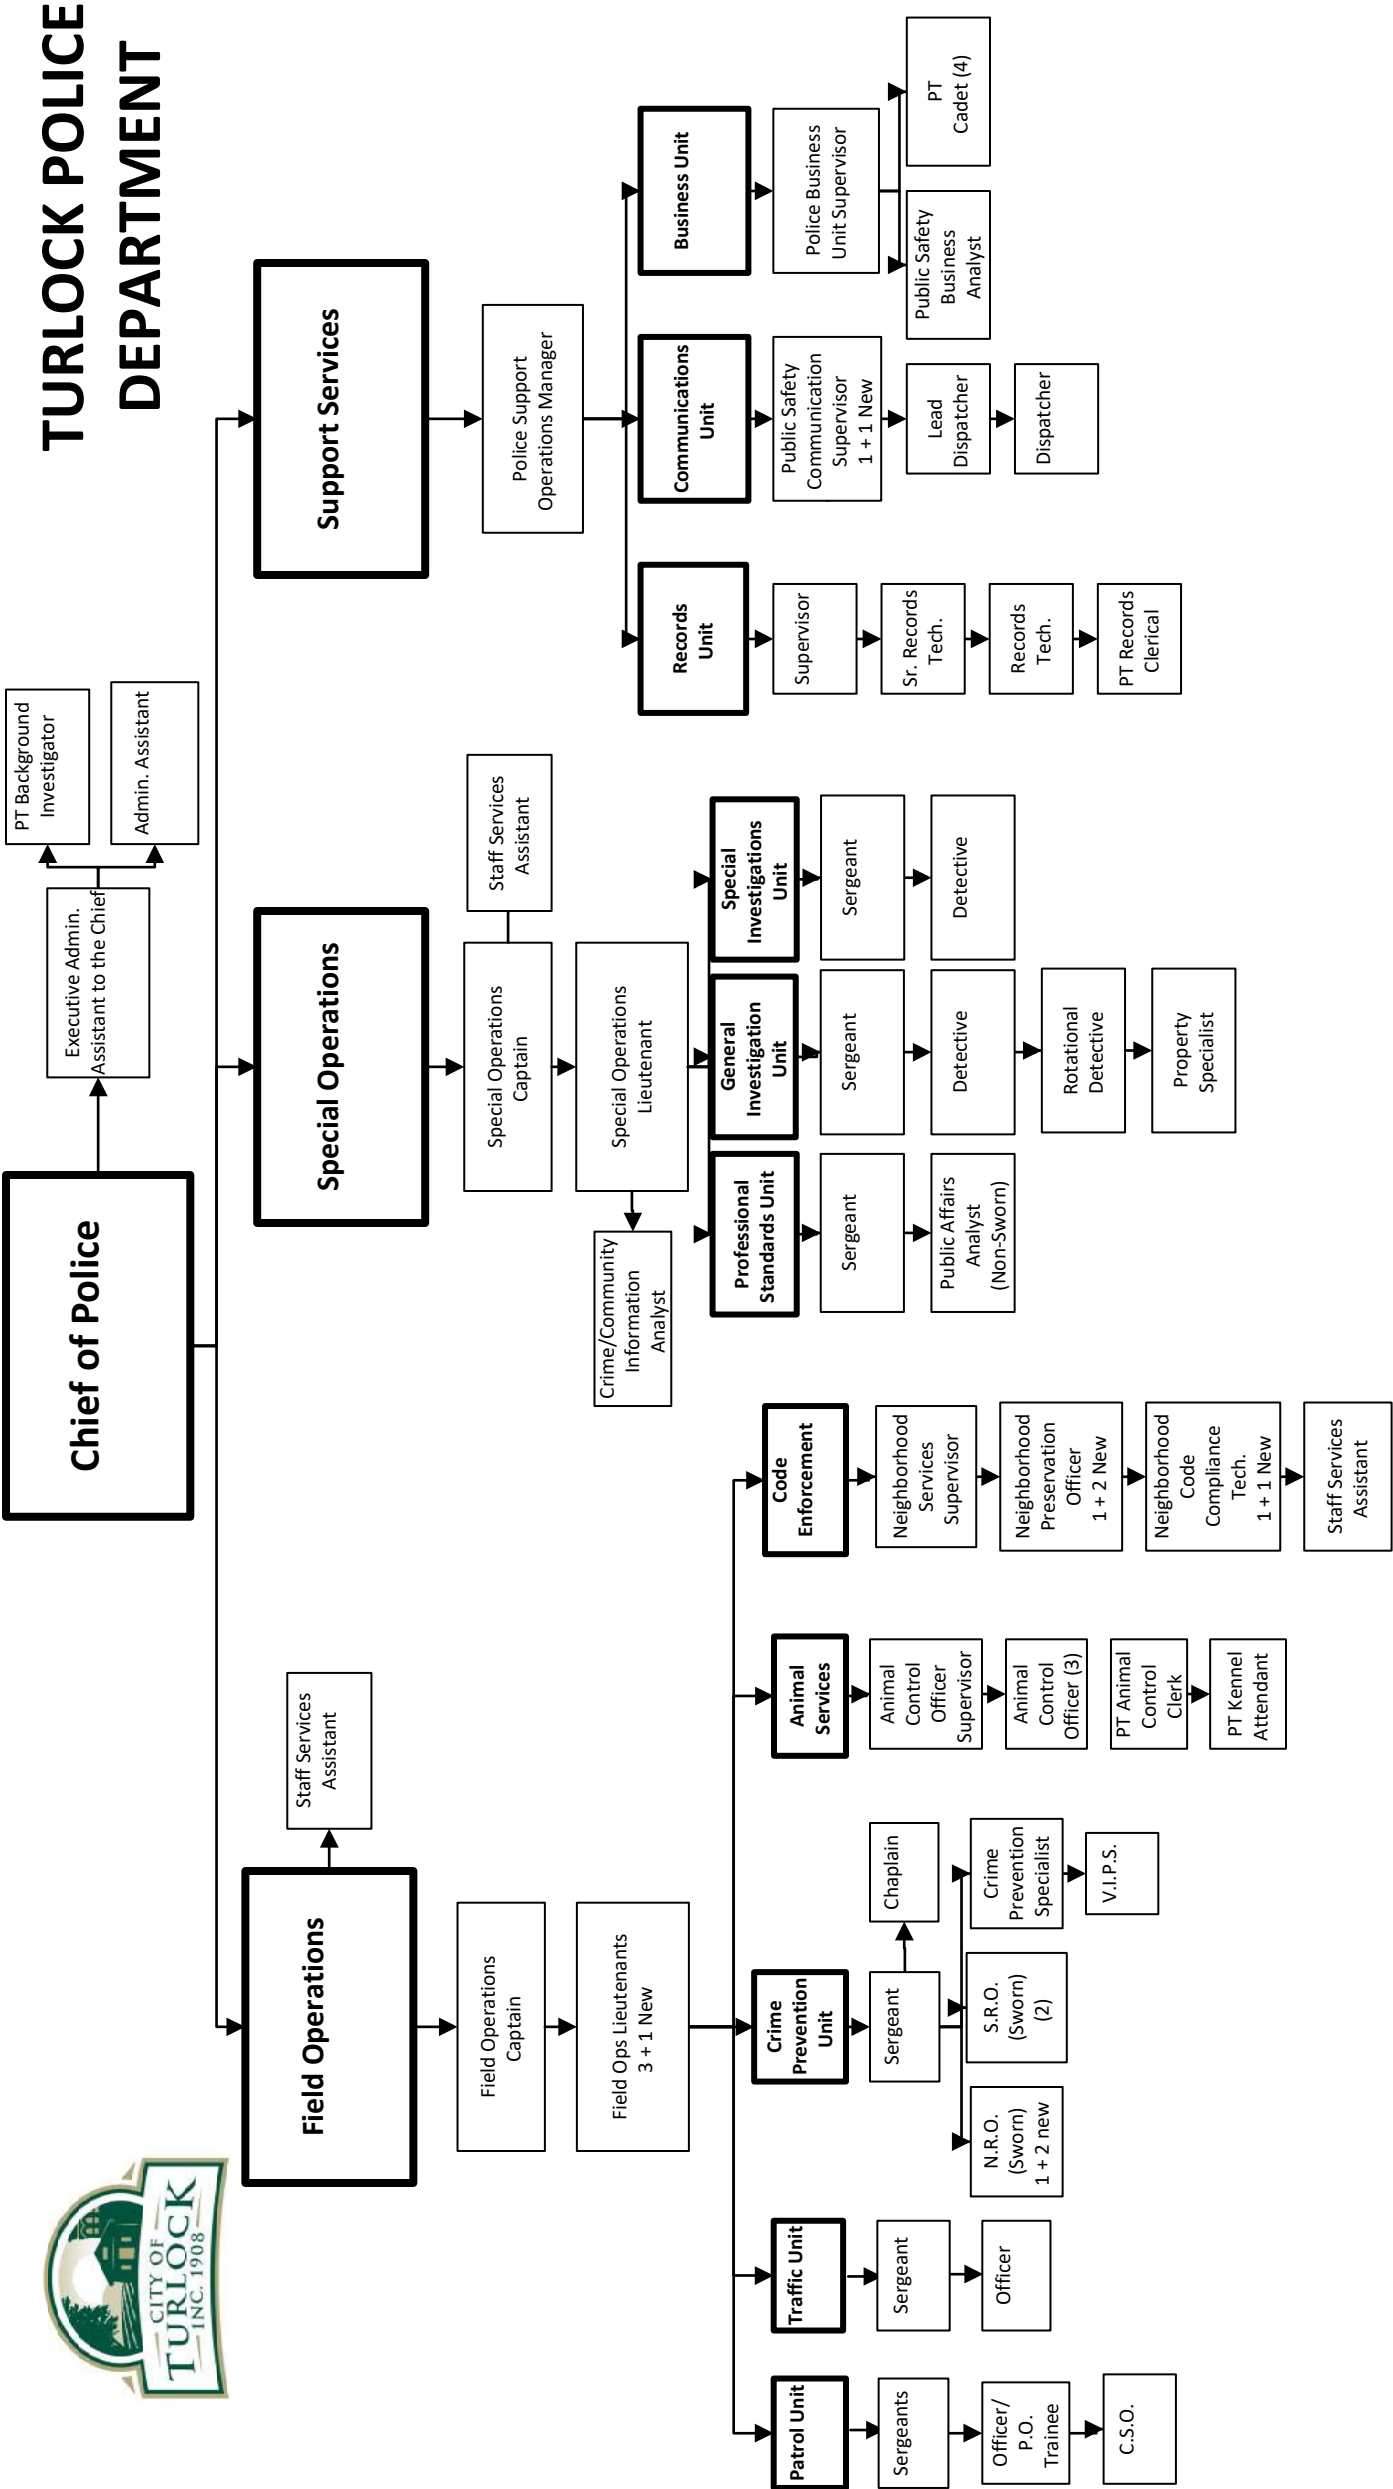 CITY OF
TURLOCK
INC. 1908
TURLOCK POLICE
DEPARTMENT
Chief of Police
Executive Admin.
Assistant to the Chief
PT Background
Investigator
Admin. Assistant
Field Operations
Staff Services
Assistant
Field Operations
Captain
Field Ops Lieutenants
3 + 1 New
Patrol Unit
Sergeants
Officer/
P.O.
Trainee
C.S.O.
Traffic Unit
Sergeant
Officer
Crime
Prevention
Unit
Sergeant
Chaplain
N.R.O.
(Sworn)
1 + 2 new
S.R.O.
(Sworn)
(2)
Crime
Prevention
Specialist
V.I.P.S.
Animal
Services
Animal
Control
Officer
Supervisor
Animal
Control
Officer (3)
PT Animal
Control
Clerk
PT Kennel
Attendant
Code
Enforcement
Neighborhood
Services
Supervisor
Neighborhood
Preservation
Officer
1 + 2 New
Neighborhood
Code
Compliance
Tech.
1 + 1 New
Staff Services
Assistant
Special Operations
Special Operations
Captain
Staff Services
Assistant
Special Operations
Lieutenant
Crime/Community
Information
Analyst
Professional
Standards Unit
Sergeant
Public Affairs
Analyst
(Non-Sworn)
General
Investigation
Unit
Sergeant
Detective
Rotational
Detective
Property
Specialist
Special
Investigations
Unit
Sergeant
Detective
Support Services
Police Support
Operations Manager
Records
Unit
Supervisor
Sr. Records
Tech.
Records
Tech.
PT Records
Clerical
Communications
Unit
Public Safety
Communication
Supervisor
1 + 1 New
Lead
Dispatcher
Dispatcher
Business Unit
Police Business
Unit Supervisor
Public Safety
Business
Analyst
PT
Cadet (4)